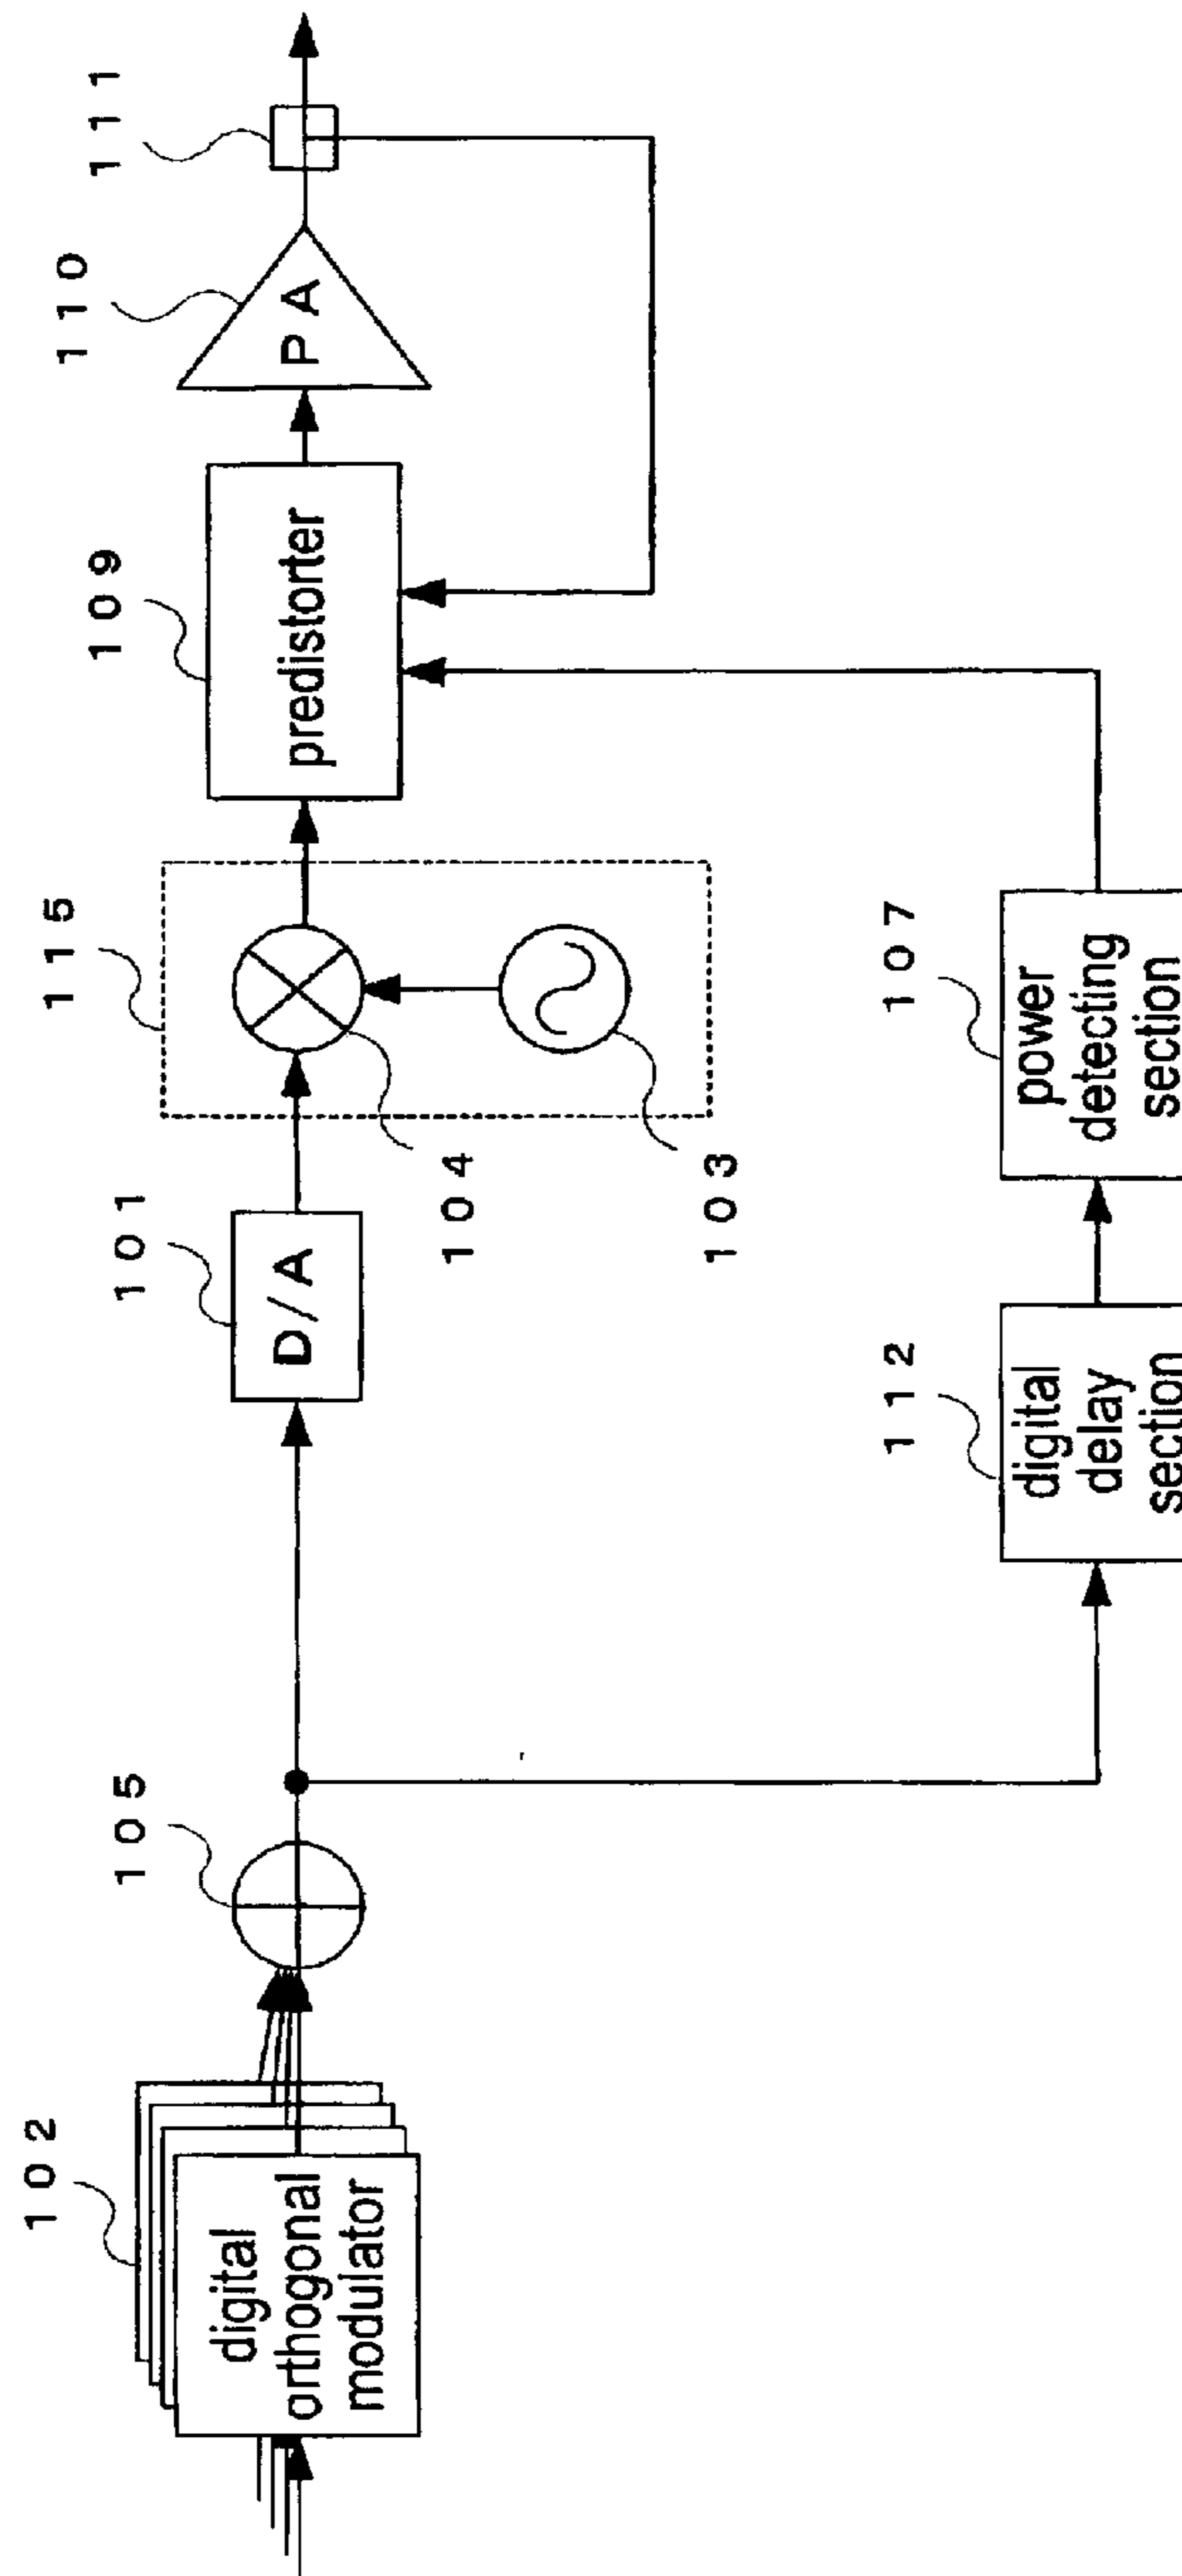 102
digital
orthogonal
modulator
105
101
D/A
115
104
103
109
predistorter
110
PA
111
112
digital
delay
section
107
power
detecting
section